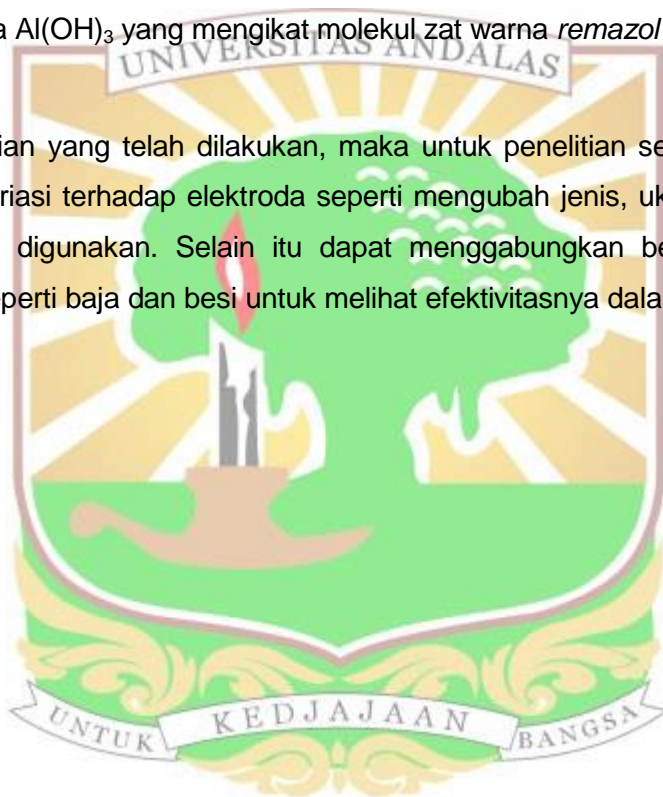 a Al(OH)₃ yang mengikat molekul zat warna remazol
UNIVERSITAS ANDALAS
ian yang telah dilakukan, maka untuk penelitian se
riasi terhadap elektroda seperti mengubah jenis, uk
digunakan. Selain itu dapat menggabungkan be
eperti baja dan besi untuk melihat efektivitasnya dala
UNTUK KEDJAJAAN BANGSA